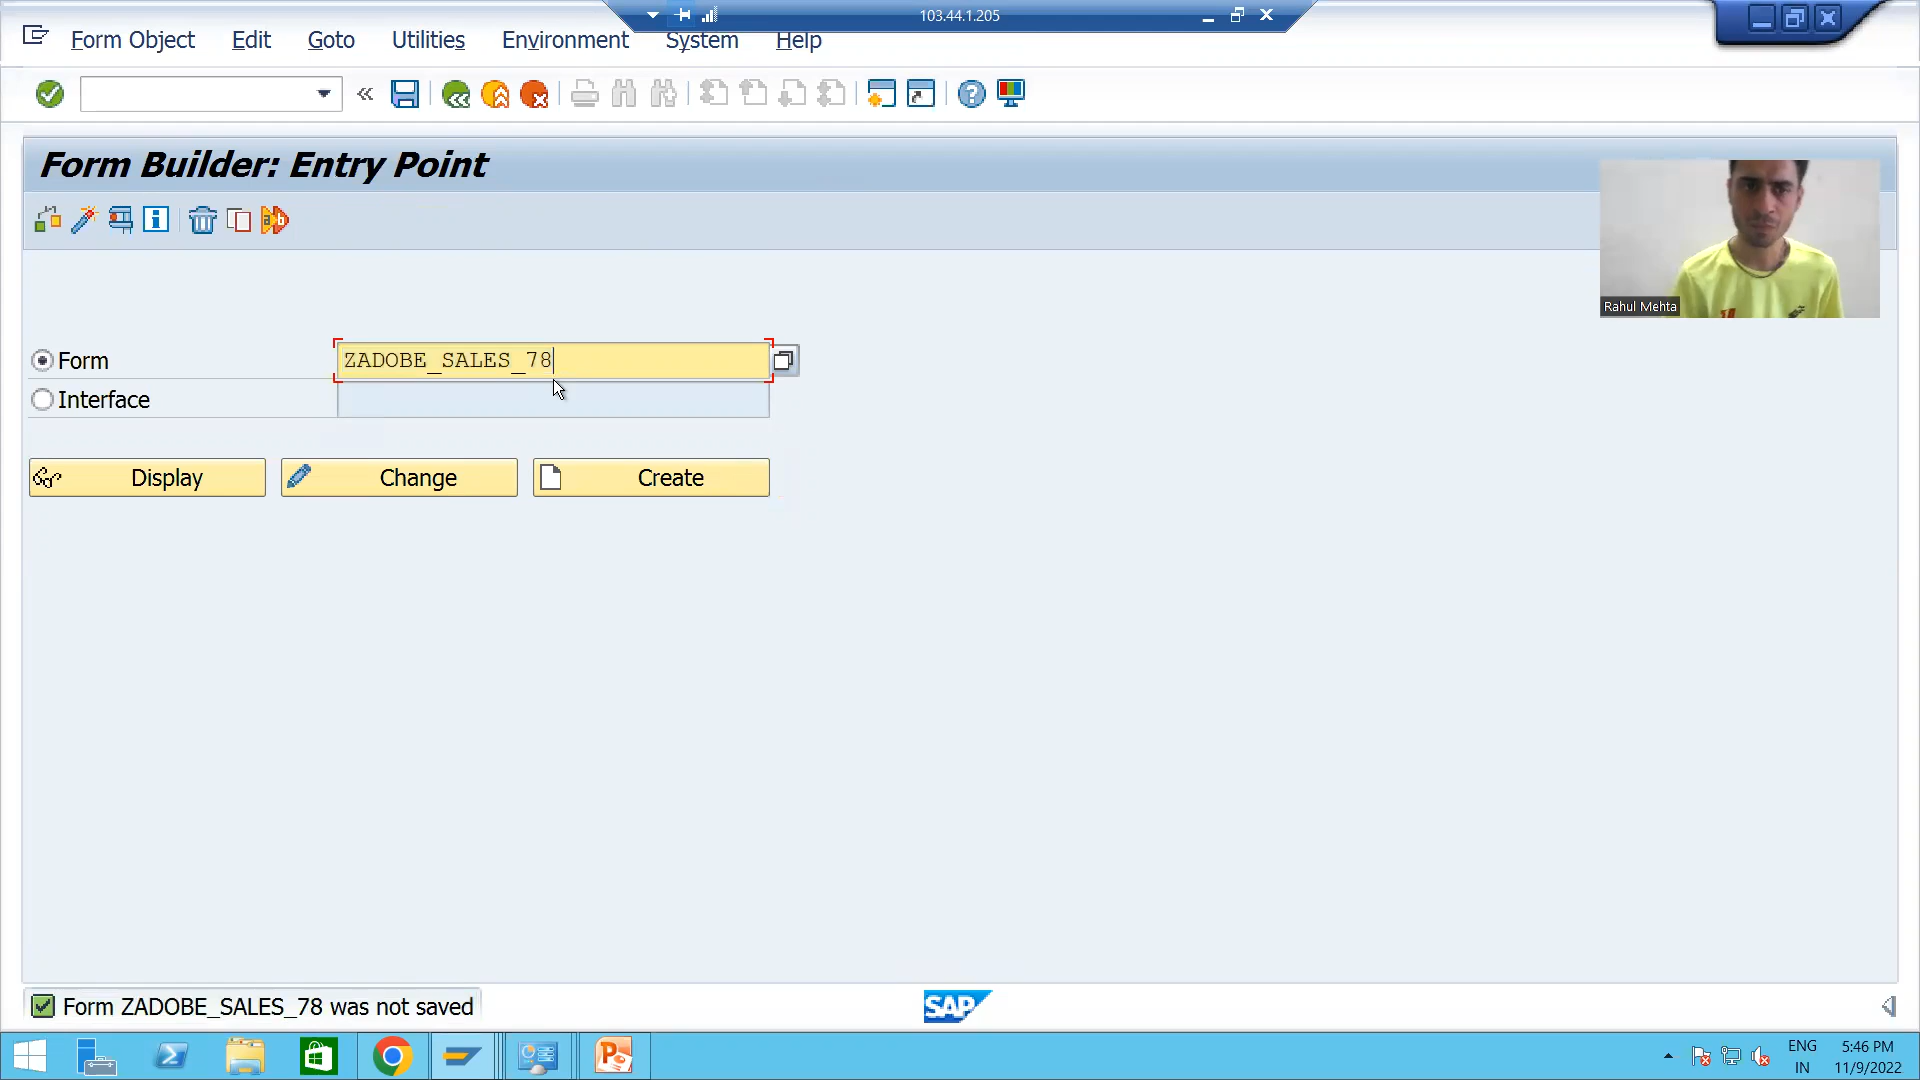 103.44.1.205
Form Object Edit Goto Utilities Environment System Help
Form Builder: Entry Point
Rahul Mehta
Form ZADOBE_SALES_78
Interface
Display Change Create
Form ZADOBE_SALES_78 was not saved
SAP
ENG 5:46 PM
IN 11/9/2022